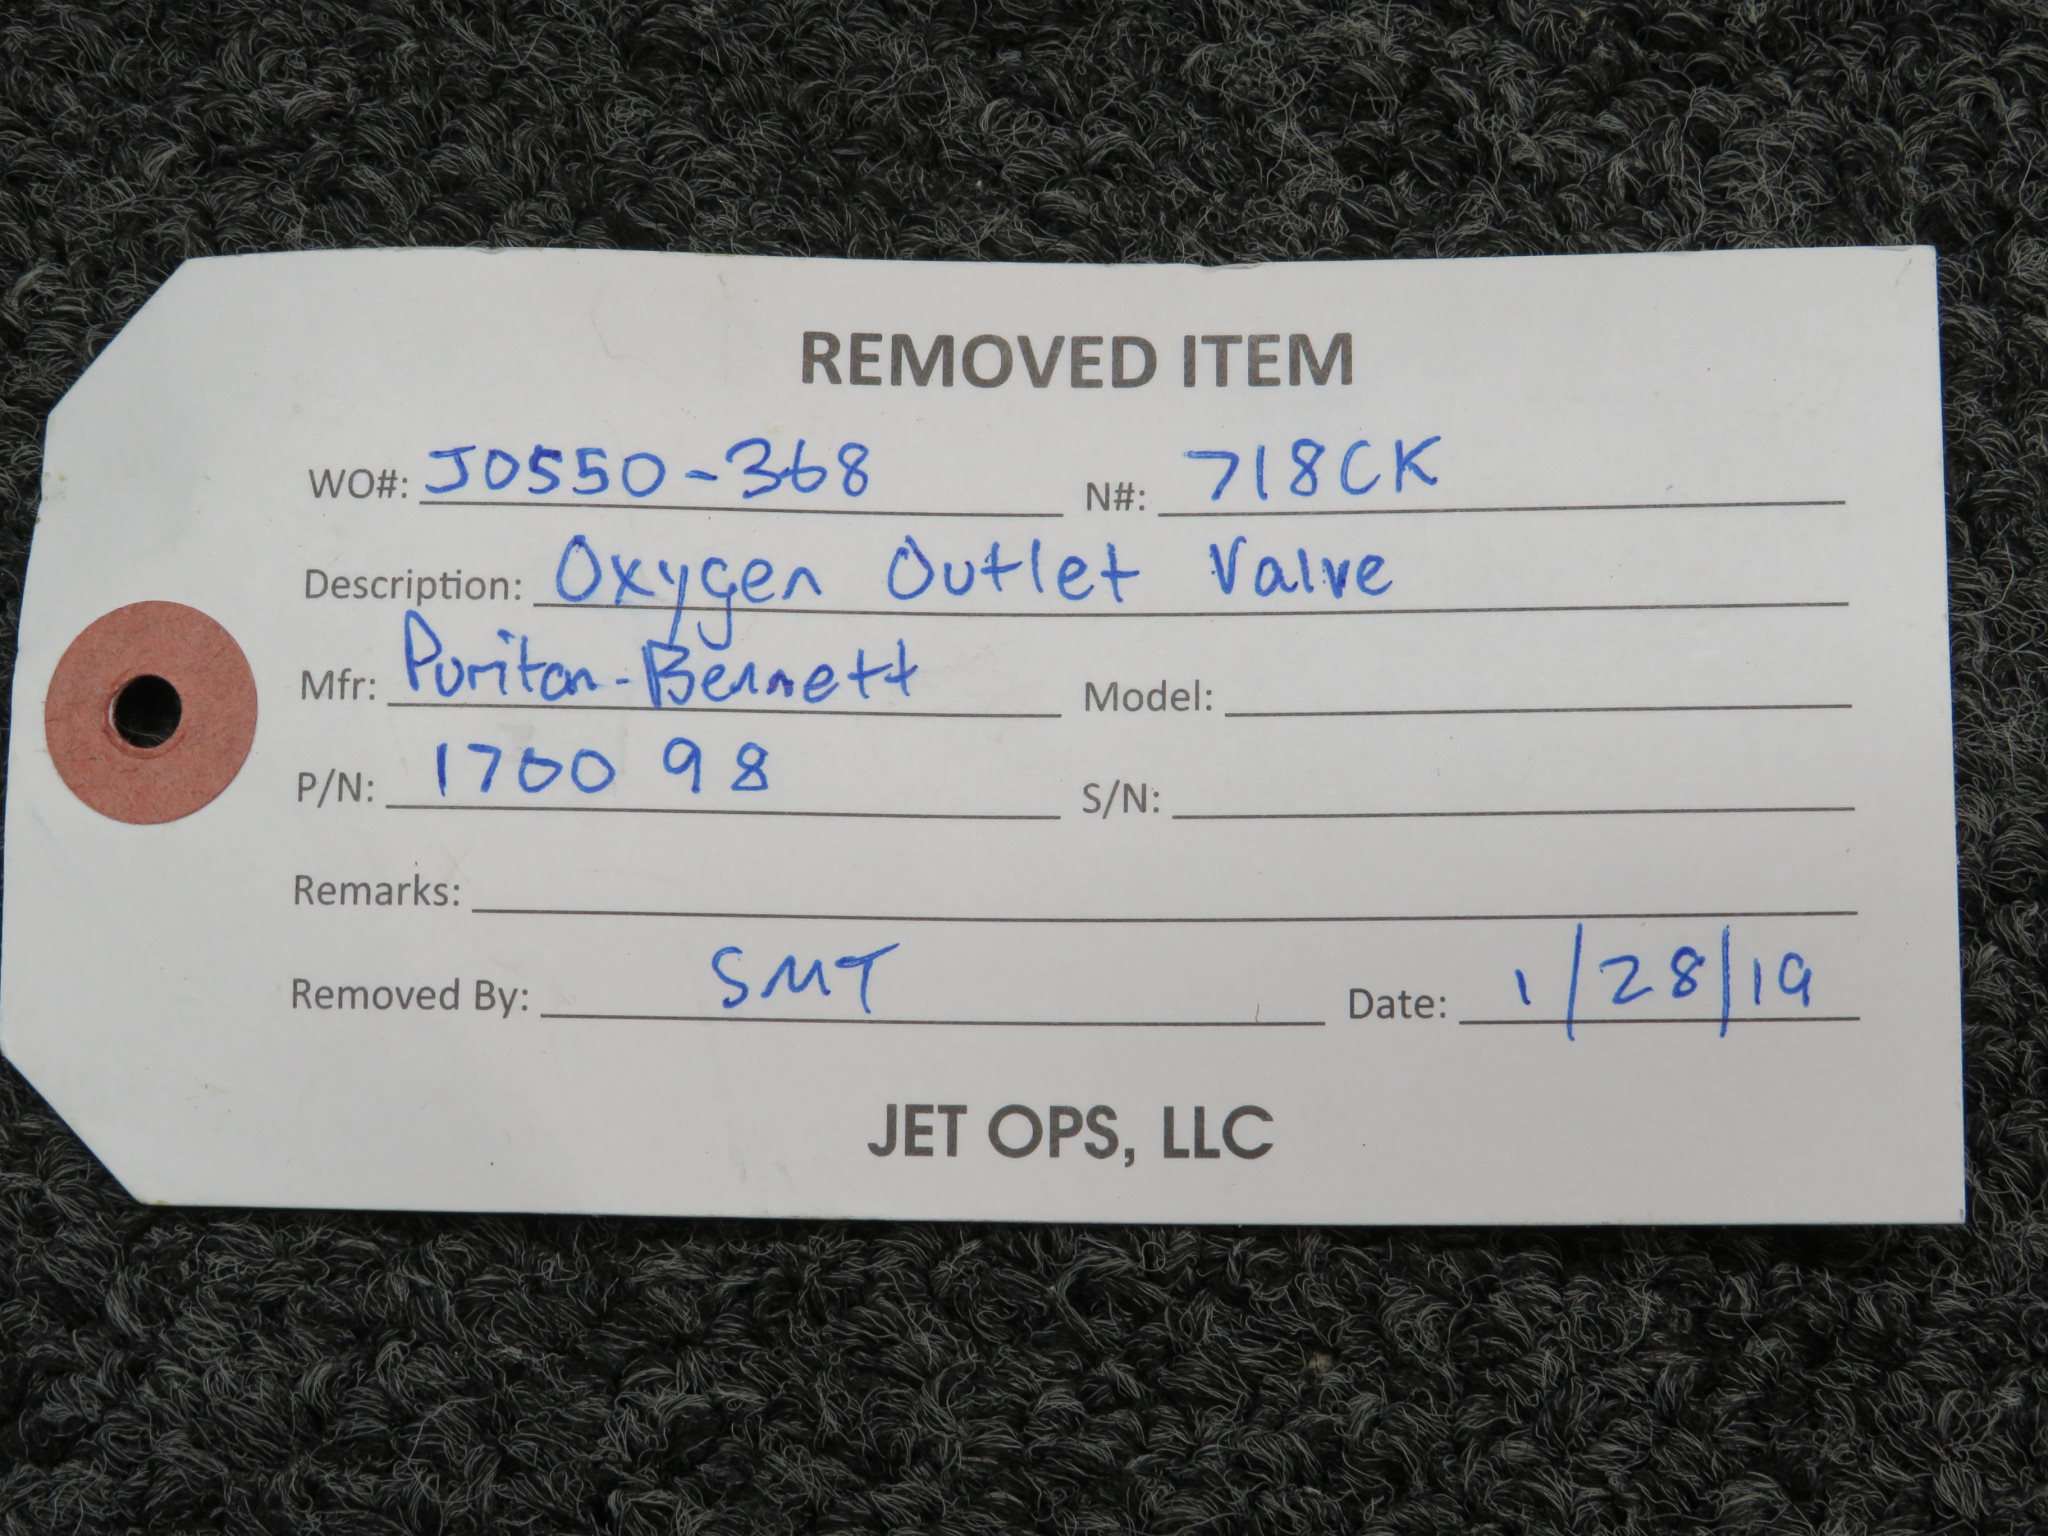 REMOVED ITEM
WO#: J0550-368 N#: 718CK
Description: Oxygen Outlet Valve
Mfr: Puritan-Bennett Model:
P/N: 1700 98 S/N:
Remarks:
Removed By: SMT Date: 1/28/19
JET OPS, LLC